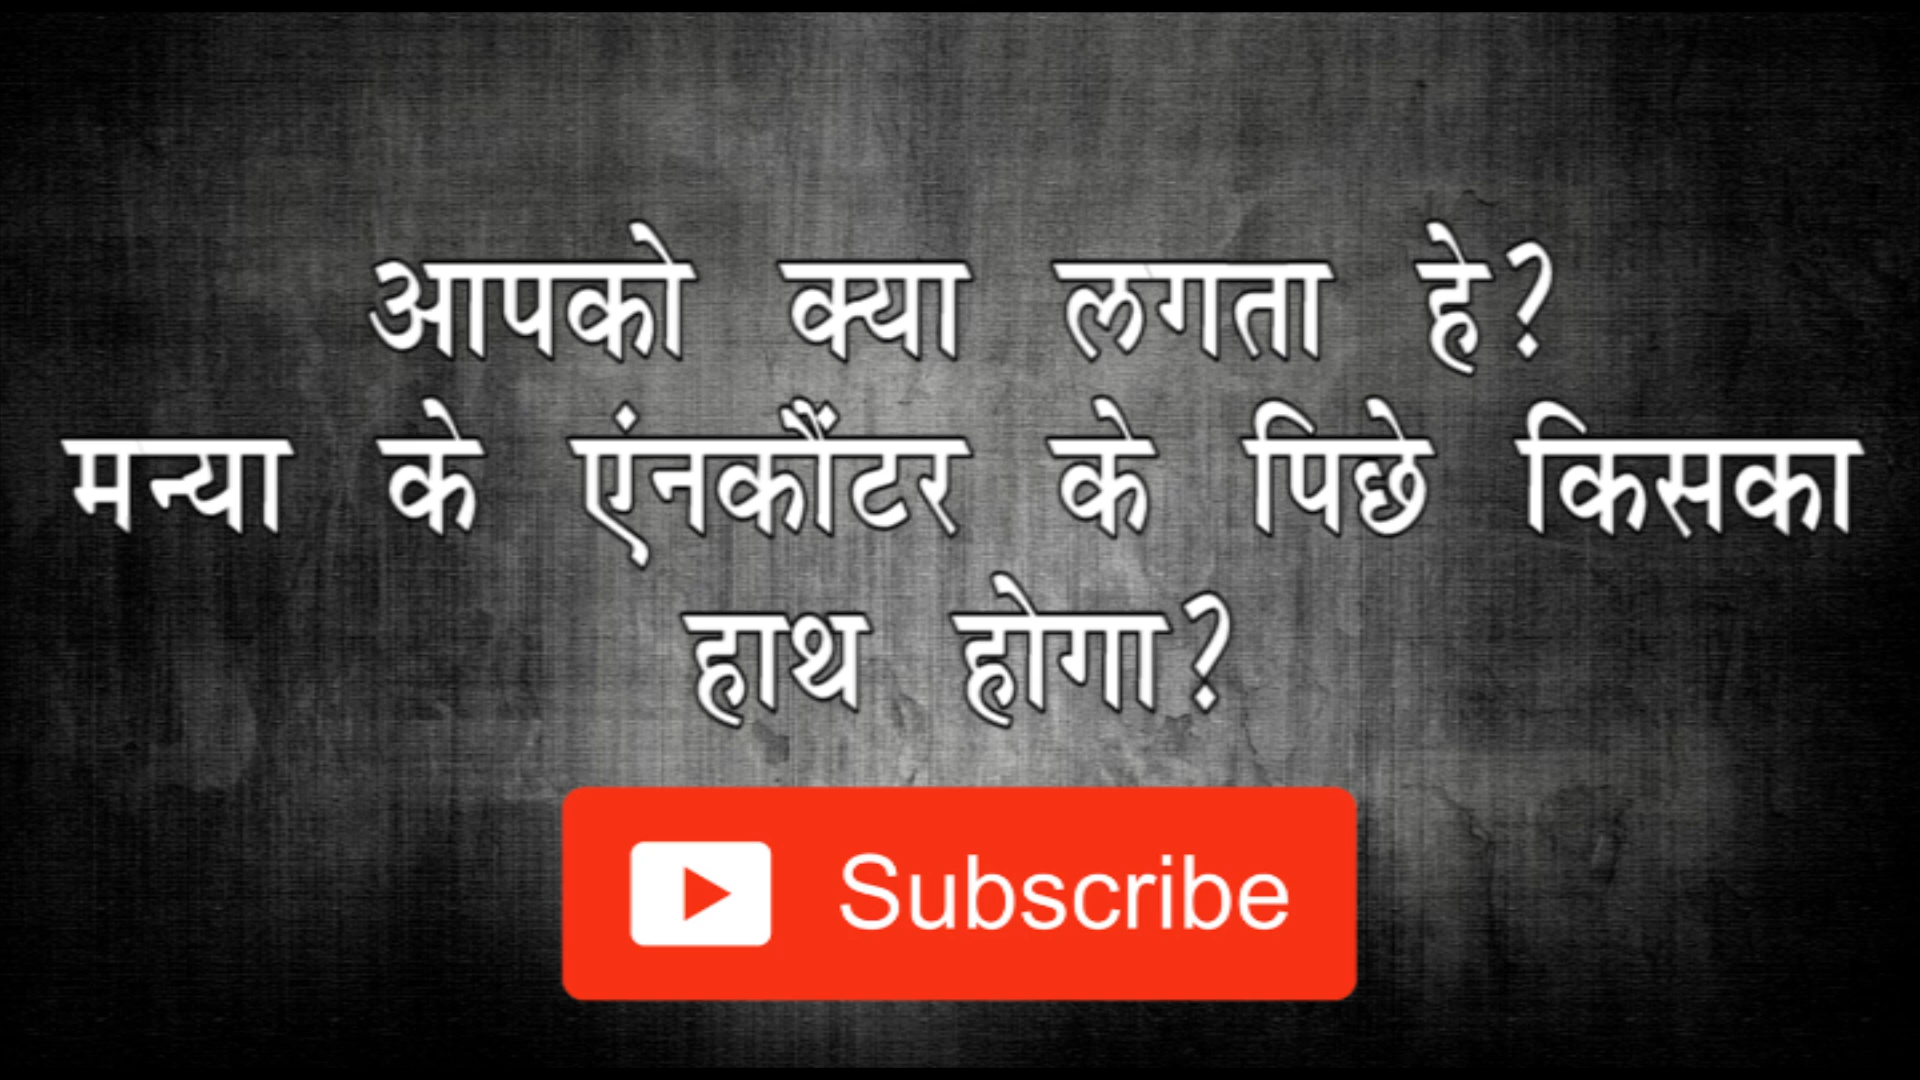 आपको क्या लगता हे?
मन्या के एंनकौंटर के पिछे किसका
हाथ होगा?
Subscribe